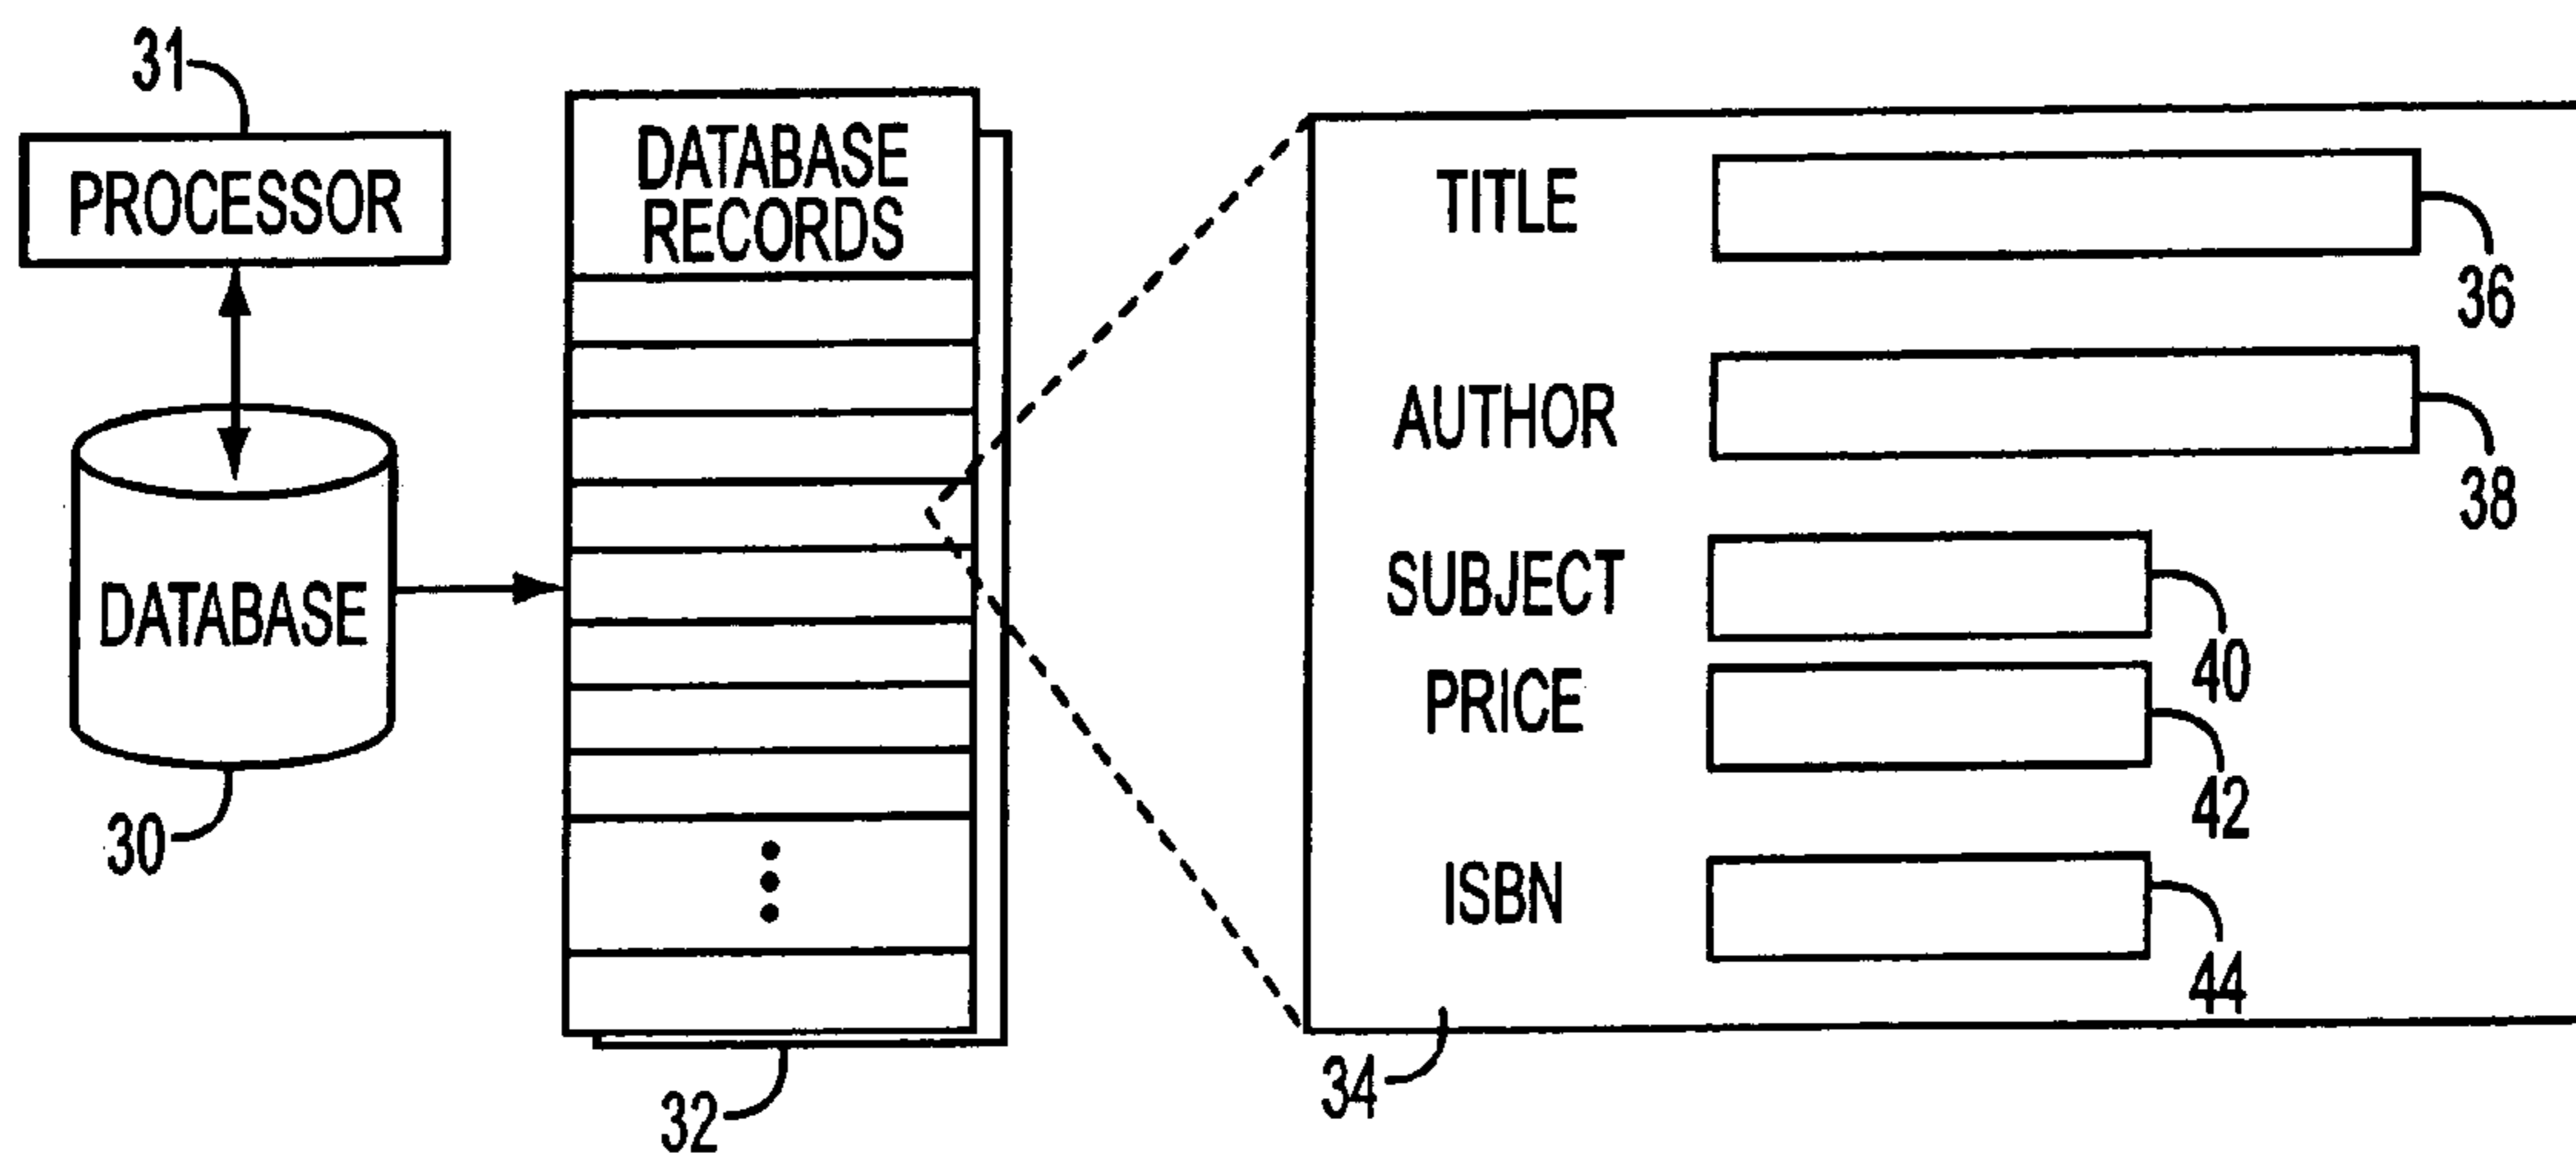 31
PROCESSOR
DATABASE
30
DATABASE
RECORDS
32
TITLE
36
AUTHOR
38
SUBJECT
40
PRICE
42
ISBN
44
34